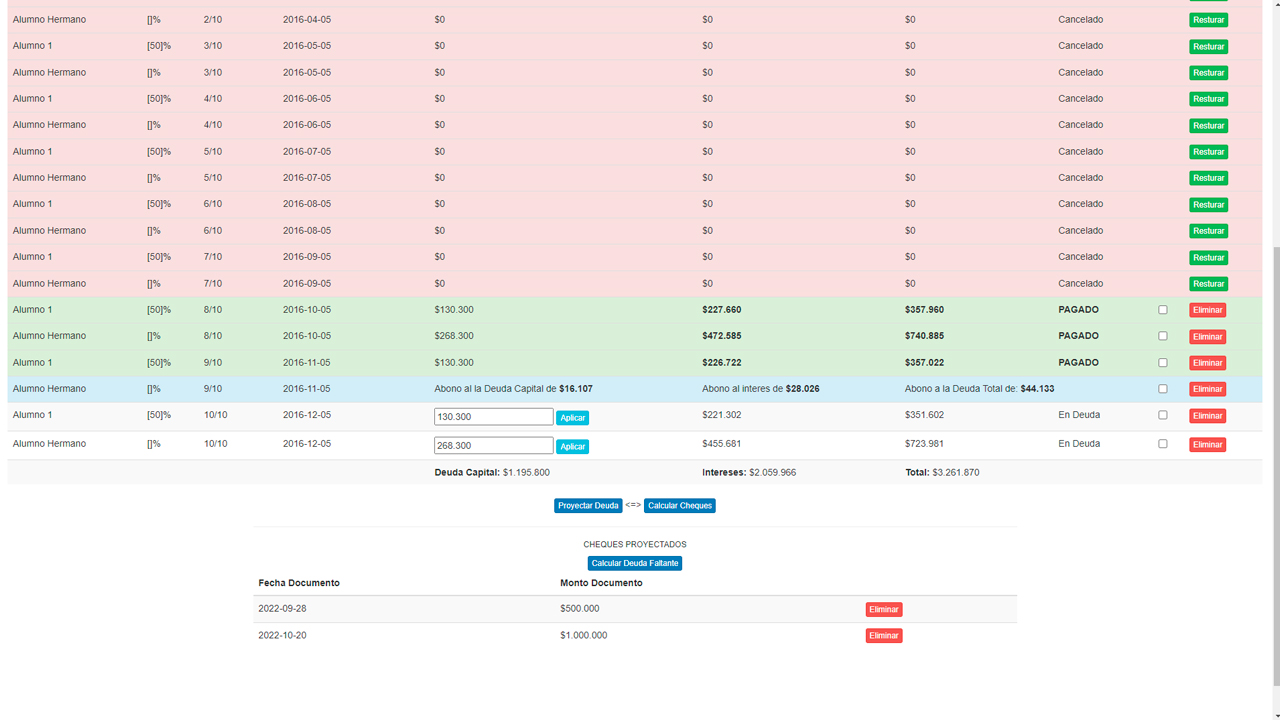 Alumno Hermano []% 2/10 2016-04-05 $0 $0 $0 Cancelado Resturar
Alumno 1 [50]% 3/10 2016-05-05 $0 $0 $0 Cancelado Resturar
Alumno Hermano []% 3/10 2016-05-05 $0 $0 $0 Cancelado Resturar
Alumno 1 [50]% 4/10 2016-06-05 $0 $0 $0 Cancelado Resturar
Alumno Hermano []% 4/10 2016-06-05 $0 $0 $0 Cancelado Resturar
Alumno 1 [50]% 5/10 2016-07-05 $0 $0 $0 Cancelado Resturar
Alumno Hermano []% 5/10 2016-07-05 $0 $0 $0 Cancelado Resturar
Alumno 1 [50]% 6/10 2016-08-05 $0 $0 $0 Cancelado Resturar
Alumno Hermano []% 6/10 2016-08-05 $0 $0 $0 Cancelado Resturar
Alumno 1 [50]% 7/10 2016-09-05 $0 $0 $0 Cancelado Resturar
Alumno Hermano []% 7/10 2016-09-05 $0 $0 $0 Cancelado Resturar
Alumno 1 [50]% 8/10 2016-10-05 $130.300 $227.660 $357.960 PAGADO Eliminar
Alumno Hermano []% 8/10 2016-10-05 $268.300 $472.585 $740.885 PAGADO Eliminar
Alumno 1 [50]% 9/10 2016-11-05 $130.300 $226.722 $357.022 PAGADO Eliminar
Alumno Hermano []% 9/10 2016-11-05 Abono al la Deuda Capital de $16.107 Abono al interes de $28.026 Abono a la Deuda Total de: $44.133 Eliminar
Alumno 1 [50]% 10/10 2016-12-05 130.300 Aplicar $221.302 $351.602 En Deuda Eliminar
Alumno Hermano []% 10/10 2016-12-05 268.300 Aplicar $455.681 $723.981 En Deuda Eliminar
Deuda Capital: $1.195.800 Intereses: $2.059.966 Total: $3.261.870
Proyectar Deuda <=> Calcular Cheques
CHEQUES PROYECTADOS
Calcular Deuda Faltante
Fecha Documento Monto Documento
2022-09-28 $500.000 Eliminar
2022-10-20 $1.000.000 Eliminar